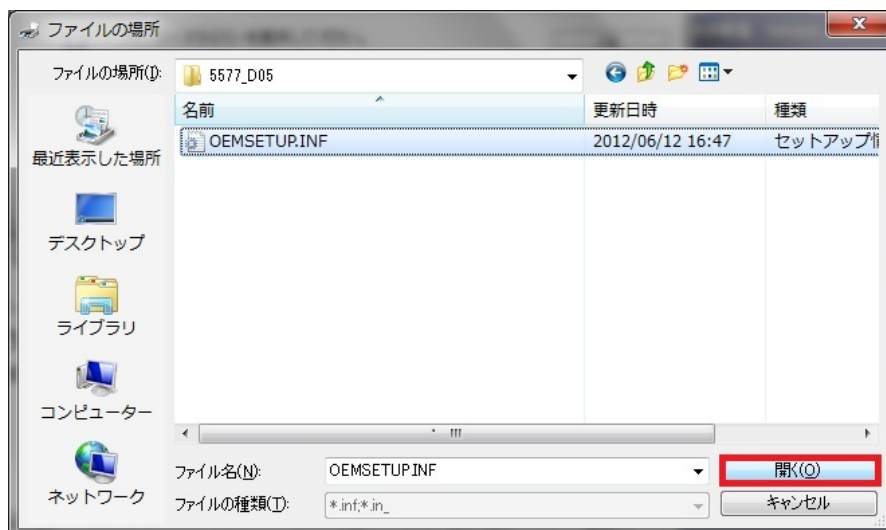 ファイルの場所
ファイルの場所(I):
5577_D05
名前
更新日時
種類
OEMSETUP.INF
2012/06/12 16:47
セットアップ情
最近表示した場所
デスクトップ
ライブラリ
コンピューター
ネットワーク
ファイル名(N):
OEMSETUP.INF
開く(O)
ファイルの種類(T):
*.inf;*.in_
キャンセル